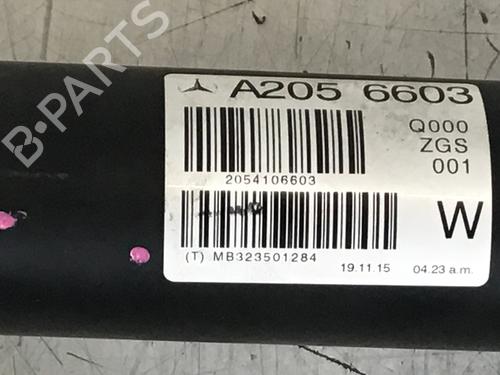 B-PARTS
A205 6603
Q000
ZGS
001
2054106603
W
(T) MB323501284
19.11.15
04.23 a.m.